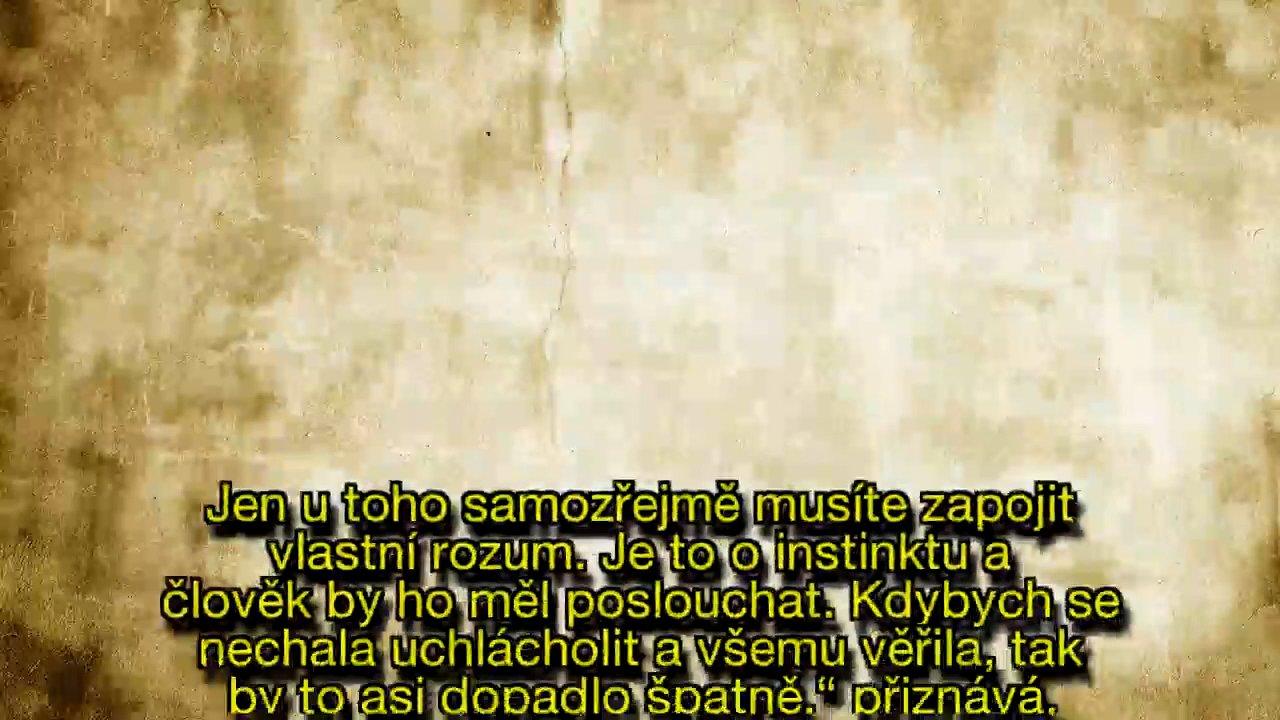 Jen u toho samozřejmě musíte zapojit
vlastní rozum. Je to o instinktu a
člověk by ho měl poslouchat. Kdybych se
nechala uchlácholit a všemu věřila, tak
by to asi dopadlo špatně.“ přiznává.